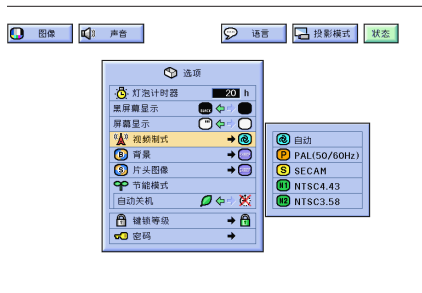 图像 声音 语言 投影模式 状态
选项
灯泡计时器 20 h
黑屏幕显示
屏幕显示
视频制式
背景
片头图像
节能模式
自动关机
键锁等级
密码
自动
PAL(50/60Hz)
SECAM
NTSC4.43
NTSC3.58